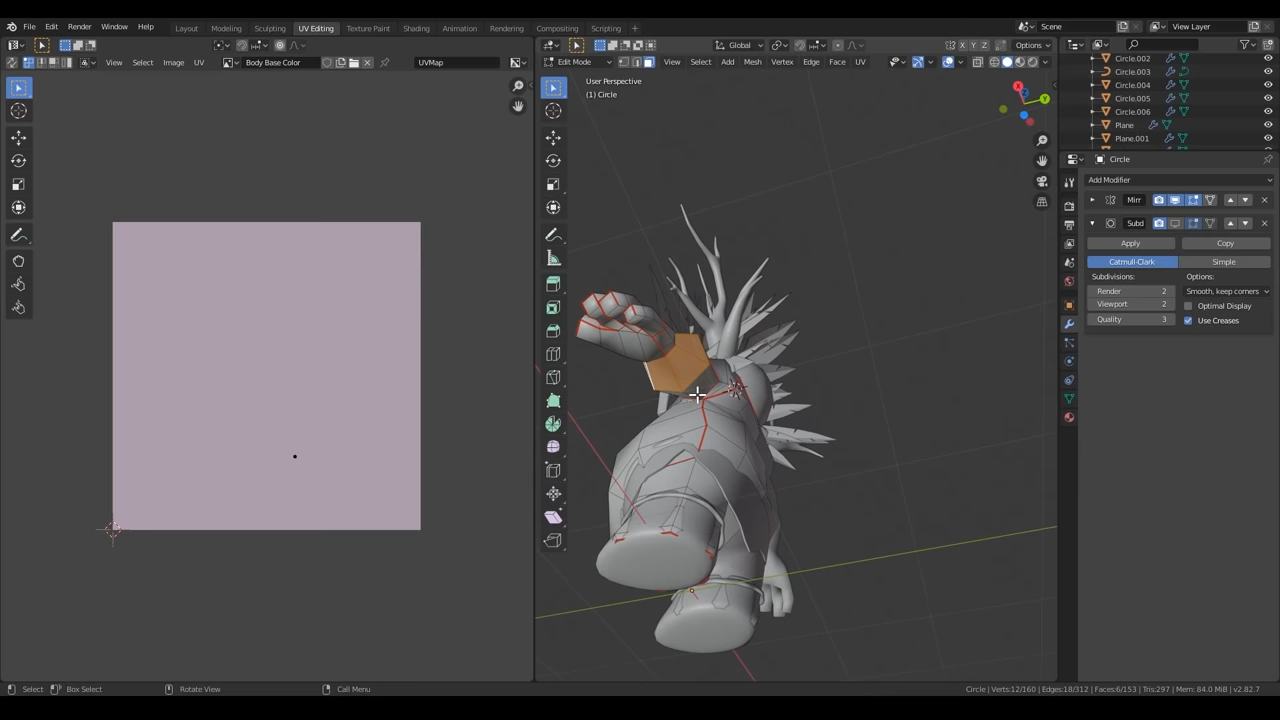 File Edit Render Window Help Layout Modeling Sculpting UV Editing Texture Paint Shading Animation Rendering Compositing Scripting + Scene View Layer
Global X Y Z Options
View Select Image UV Body Base Color UVMap Edit Mode View Select Add Mesh Vertex Edge Face UV
Circle.002
Circle.003
Circle.004
Circle.005
Circle.006
Plane
Plane.001
User Perspective
(1) Circle
X
Y
Circle
Add Modifier
Mirr
Subd
Apply Copy
Catmull-Clark Simple
Subdivisions: Options:
Render 2 Smooth, keep corners
Viewport 2 Optimal Display
Quality 3 Use Creases
Select Box Select Rotate View Call Menu Circle | Verts:12/160 | Edges:18/312 | Faces:6/153 | Tris:297 | Mem: 84.0 MiB | v2.82.7